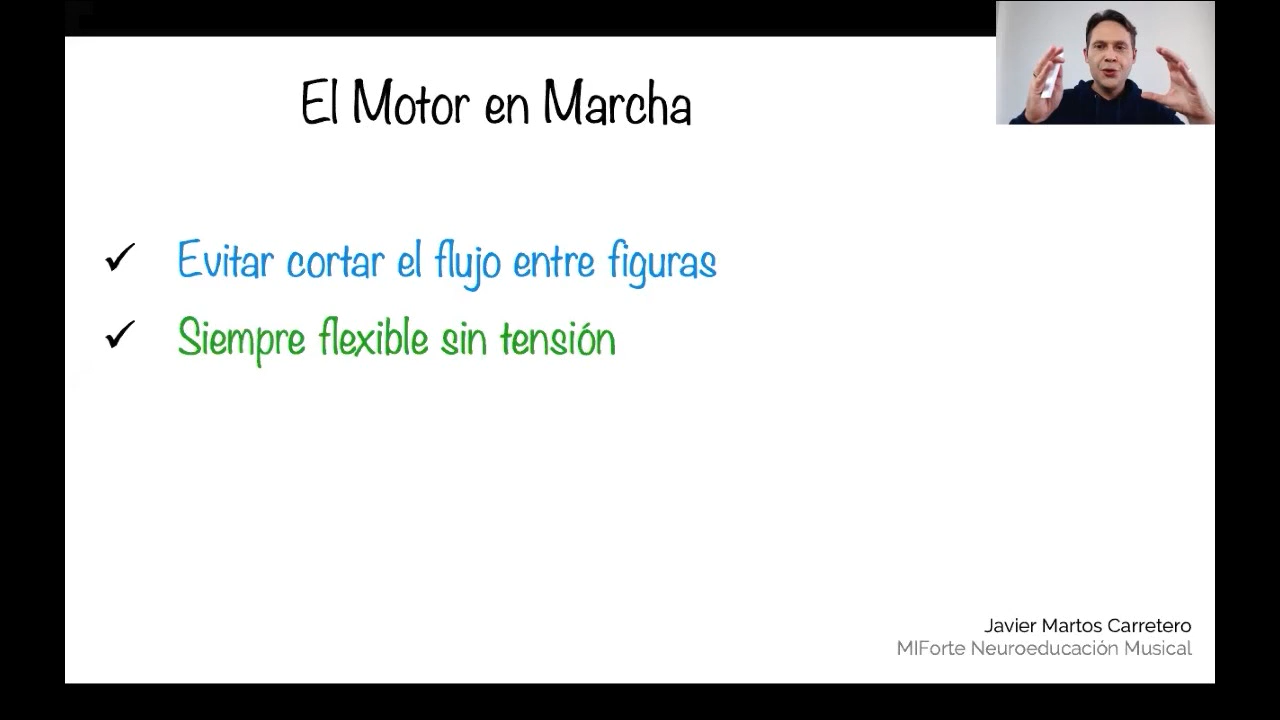 El Motor en Marcha
Evitar cortar el flujo entre figuras
Siempre flexible sin tensión
Javier Martos Carretero
MIForte Neuroeducación Musical